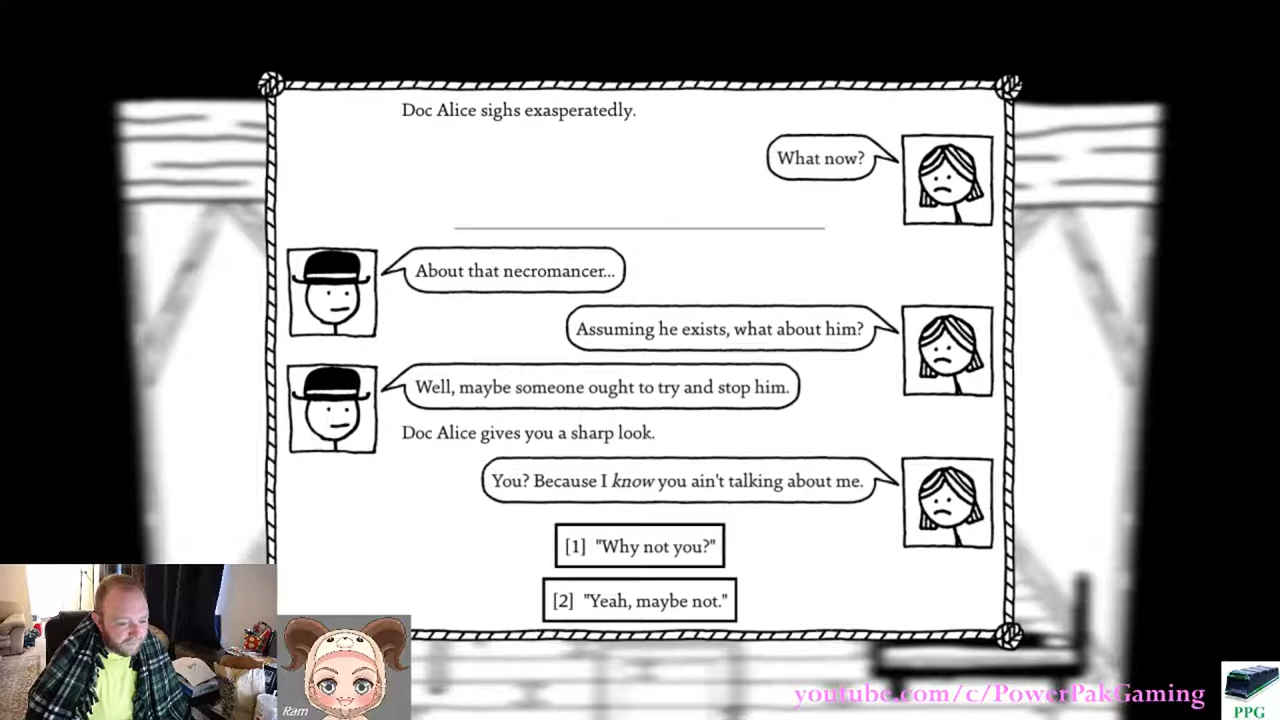 Doc Alice sighs exasperatedly.
What now?
About that necromancer...
Assuming he exists, what about him?
Well, maybe someone ought to try and stop him.
Doc Alice gives you a sharp look.
You? Because I know you ain't talking about me.
[1] "Why not you?"
[2] "Yeah, maybe not."
Ram
youtube.com/c/PowerPakGaming
PPG